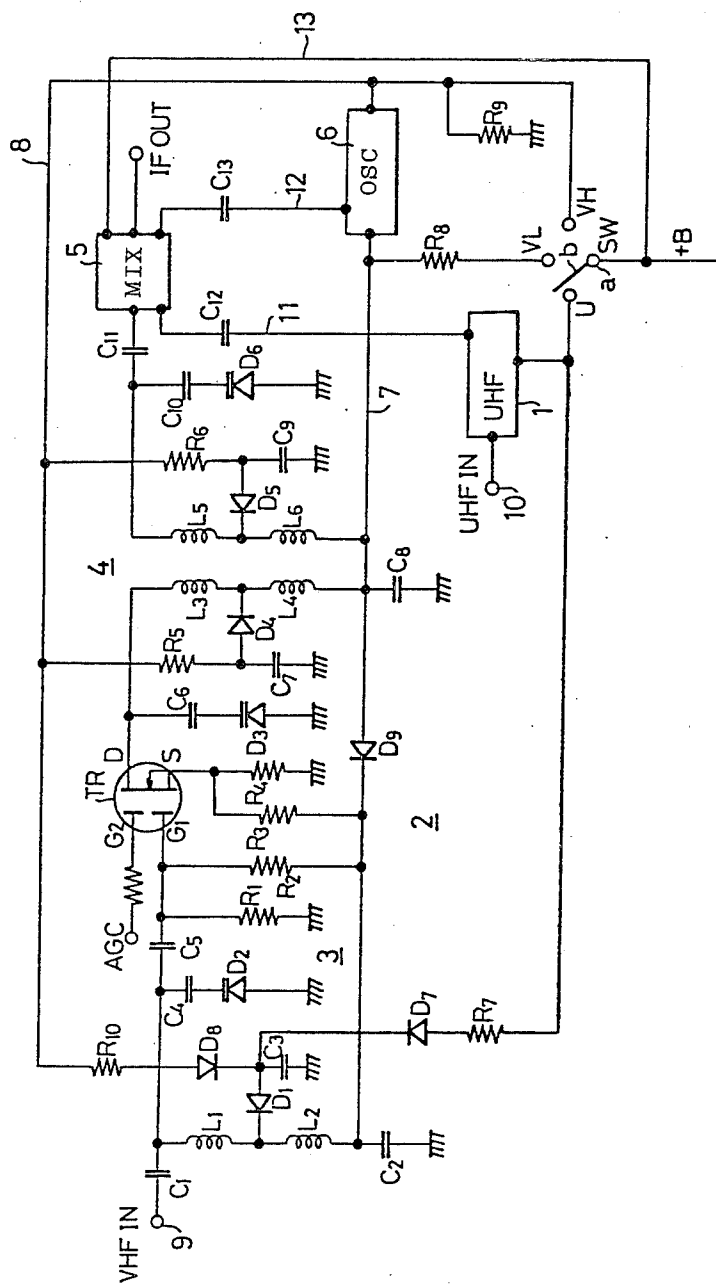 8
13
5
MIX
IF OUT
C13
12
6
OSC
R9
C11
C12
11
R8
VL
VH
b
SW
a
U
+B
C10
D6
R6
C9
D5
L5
L6
7
UHF
1
UHF IN
10
4
L3
L4
D4
R5
C7
C8
C6
D3
D
S
TR
G2
G1
R4
R3
D9
2
AGC
R1
R2
C5
C4
D2
3
R10
D8
C3
D7
R7
D1
L1
L2
C1
C2
VHF IN
9